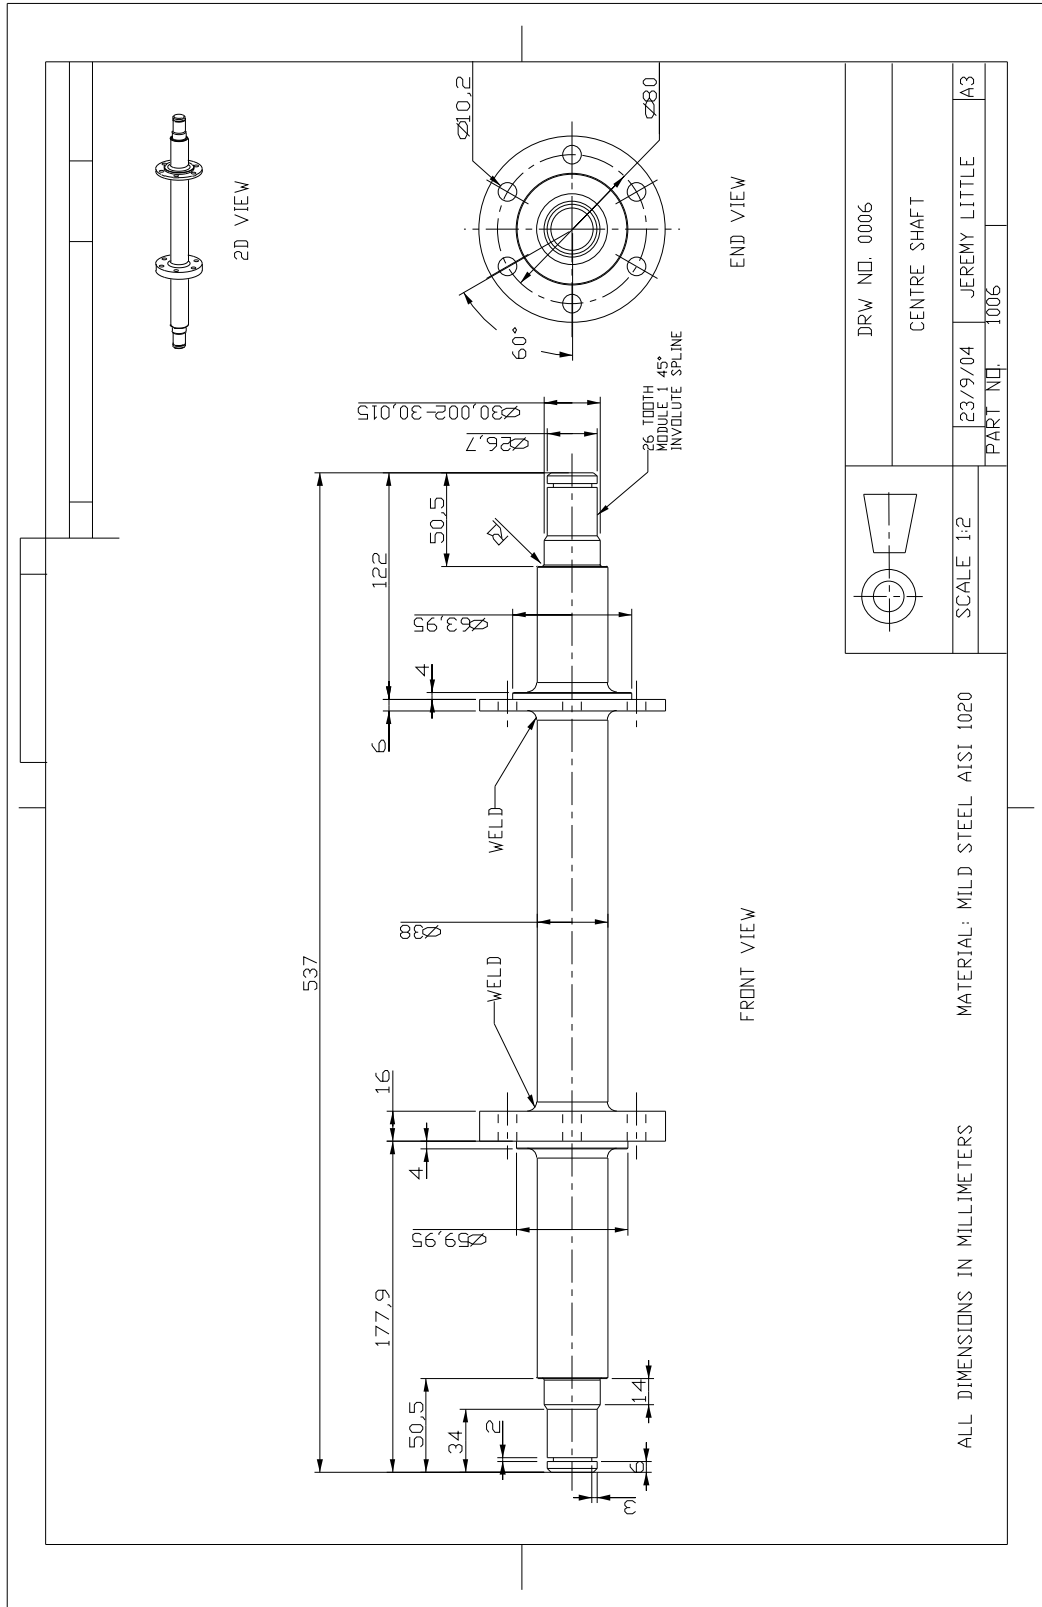 2D VIEW
Ø10,2
Ø80
60°
END VIEW
Ø30,002-30,015
Ø26,7
26 TOOTH
MODULE 1 45°
INVOLUTE SPLINE
537
122
50,5
R2
Ø63,95
4
6
WELD
Ø38
WELD
FRONT VIEW
16
4
Ø59,95
177,9
50,5
34
2
14
6
3
ALL DIMENSIONS IN MILLIMETERS
MATERIAL: MILD STEEL AISI 1020
DRW NO. 0006
CENTRE SHAFT
SCALE 1:2
23/9/04
JEREMY LITTLE
A3
PART NO. 1006